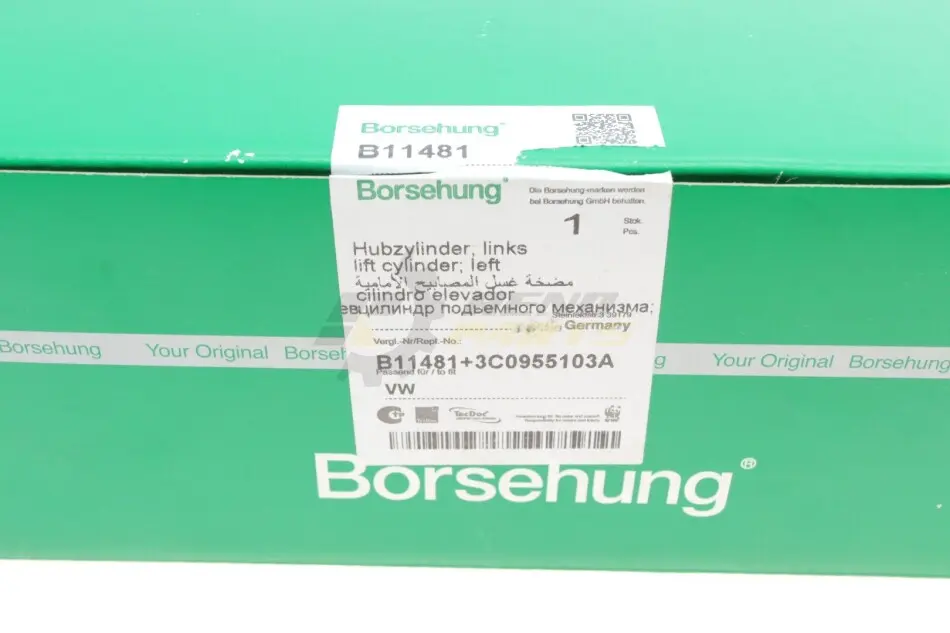 Borsehung
B11481
Borsehung
Die Borsehung-marken werden
bei Borsehung GmbH behalten.
1 Stck.
Pos.
Hubzylinder, links
lift cylinder; left
مضخة غسل المصابيح الأمامية
cilindro elevador
евцилиндр подьемного механизма;
Germany
Vergl.-Nr/Repl.-No.:
B11481+3C0955103A
Passend für / to fit
VW
TecDoc
Your Original Borsehung
Your Original Borsehung
Borsehung®